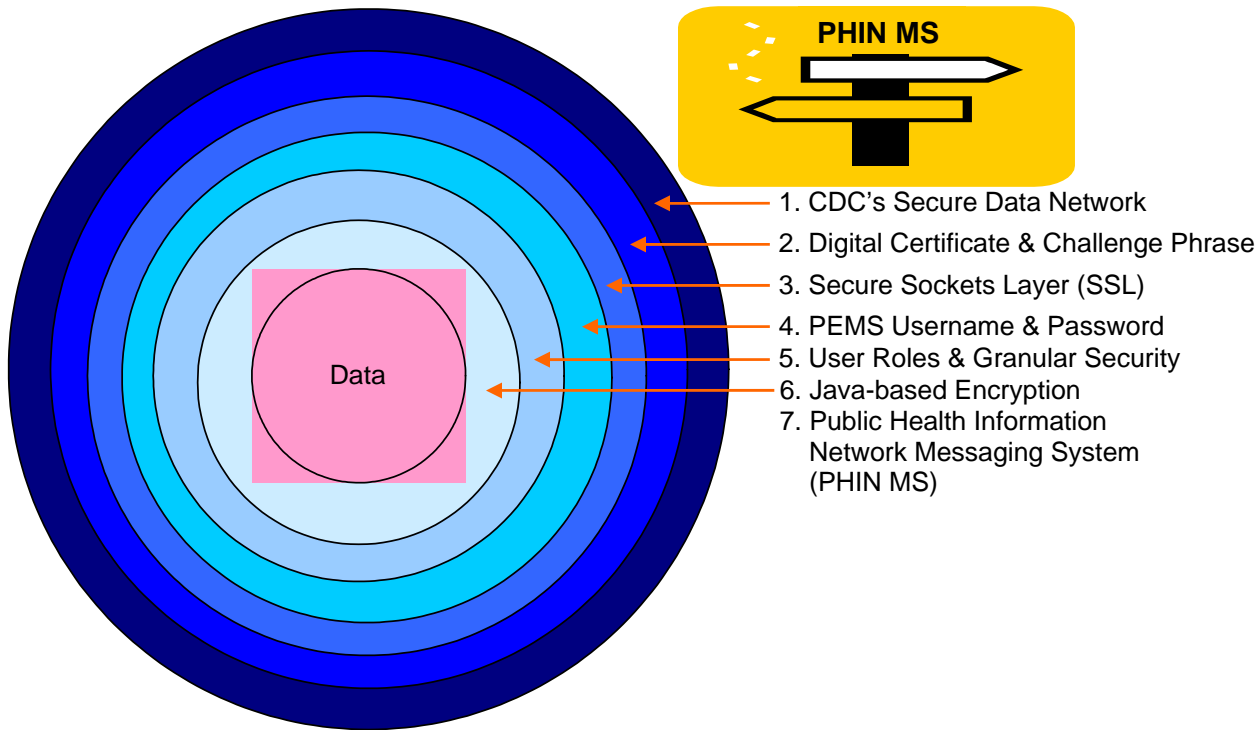 PHIN MS
1. CDC’s Secure Data Network
2. Digital Certificate & Challenge Phrase
3. Secure Sockets Layer (SSL)
4. PEMS Username & Password
5. User Roles & Granular Security
6. Java-based Encryption
7. Public Health Information
Network Messaging System
(PHIN MS)
Data